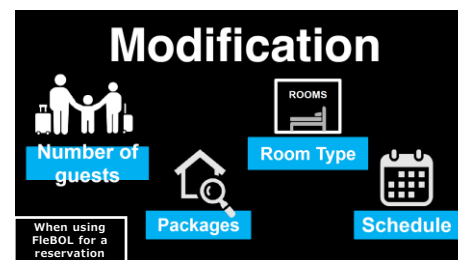 Modification
ROOMS
Number of
guests
Room Type
Packages
Schedule
When using
FleBOL for a
reservation